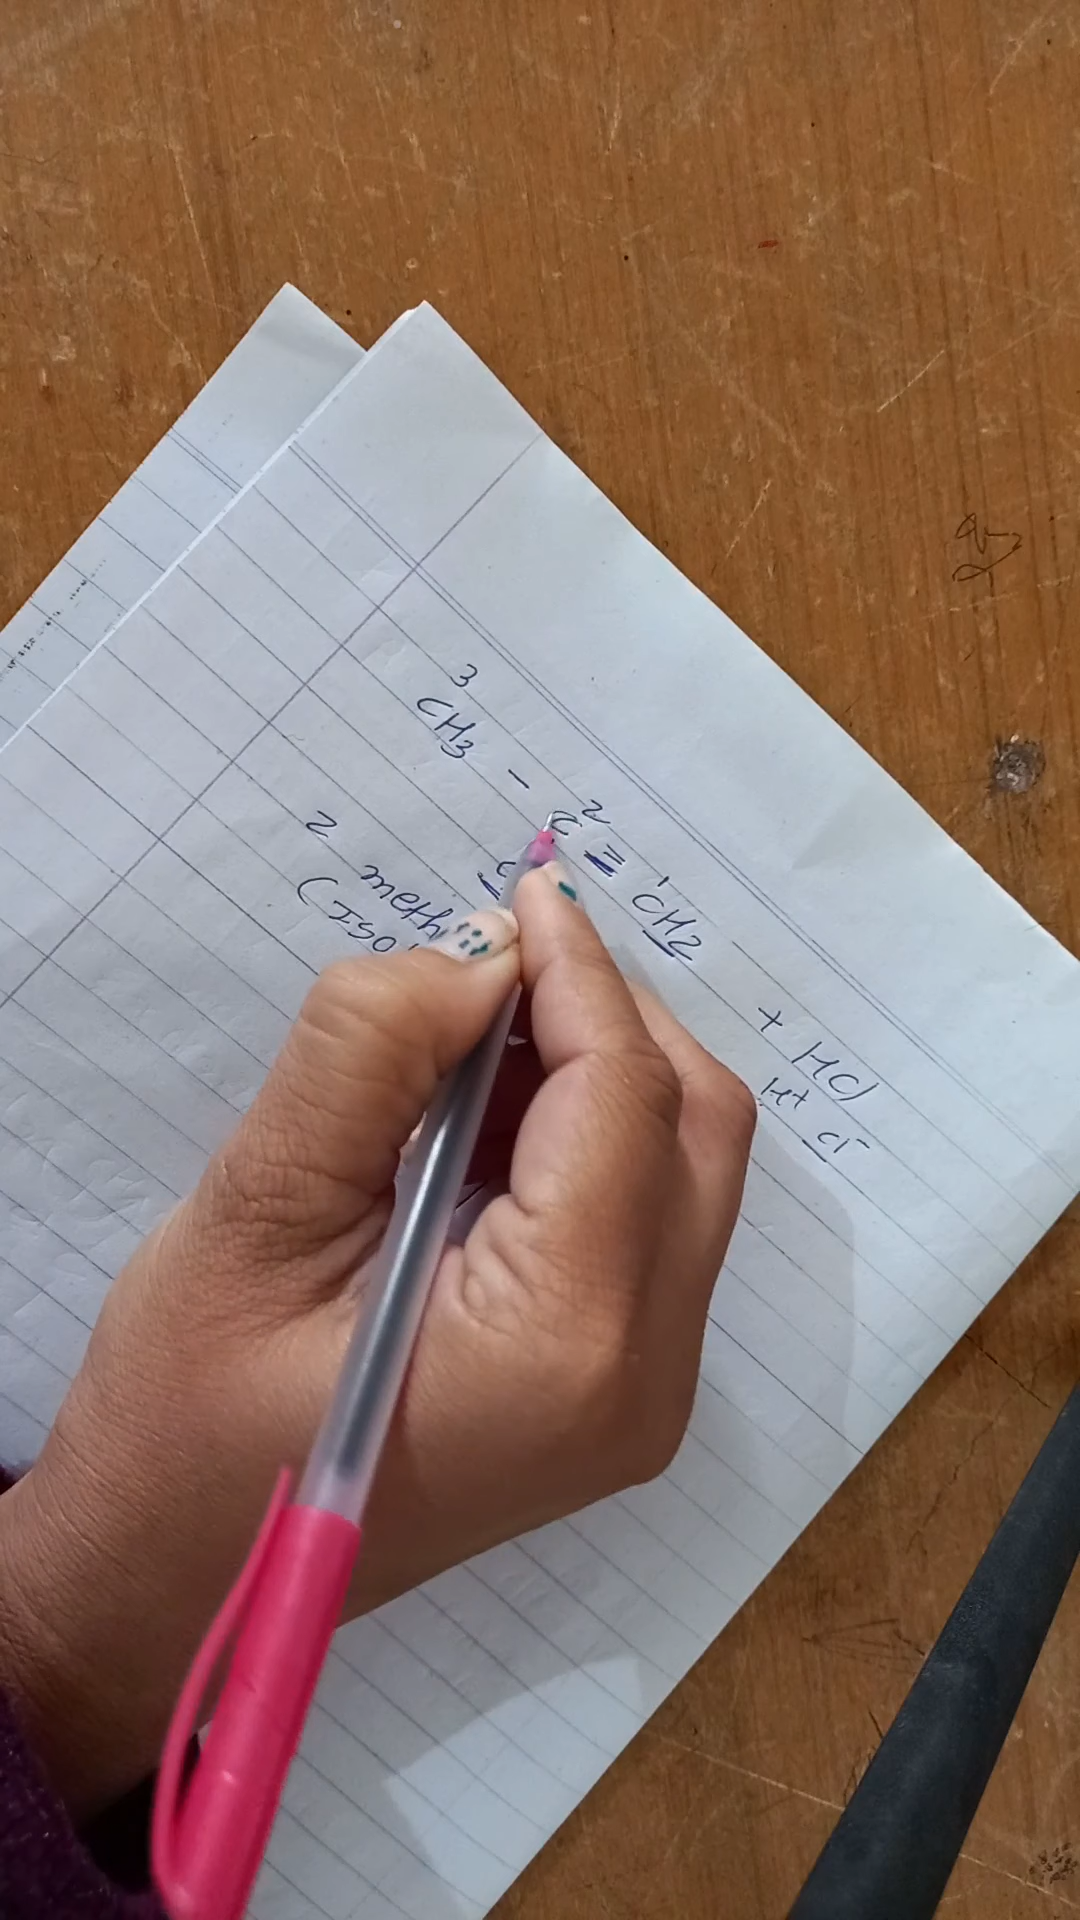 3 2 1
CH3 - C = CH2 + HCl
H+ Cl-
2 meth
(ISO